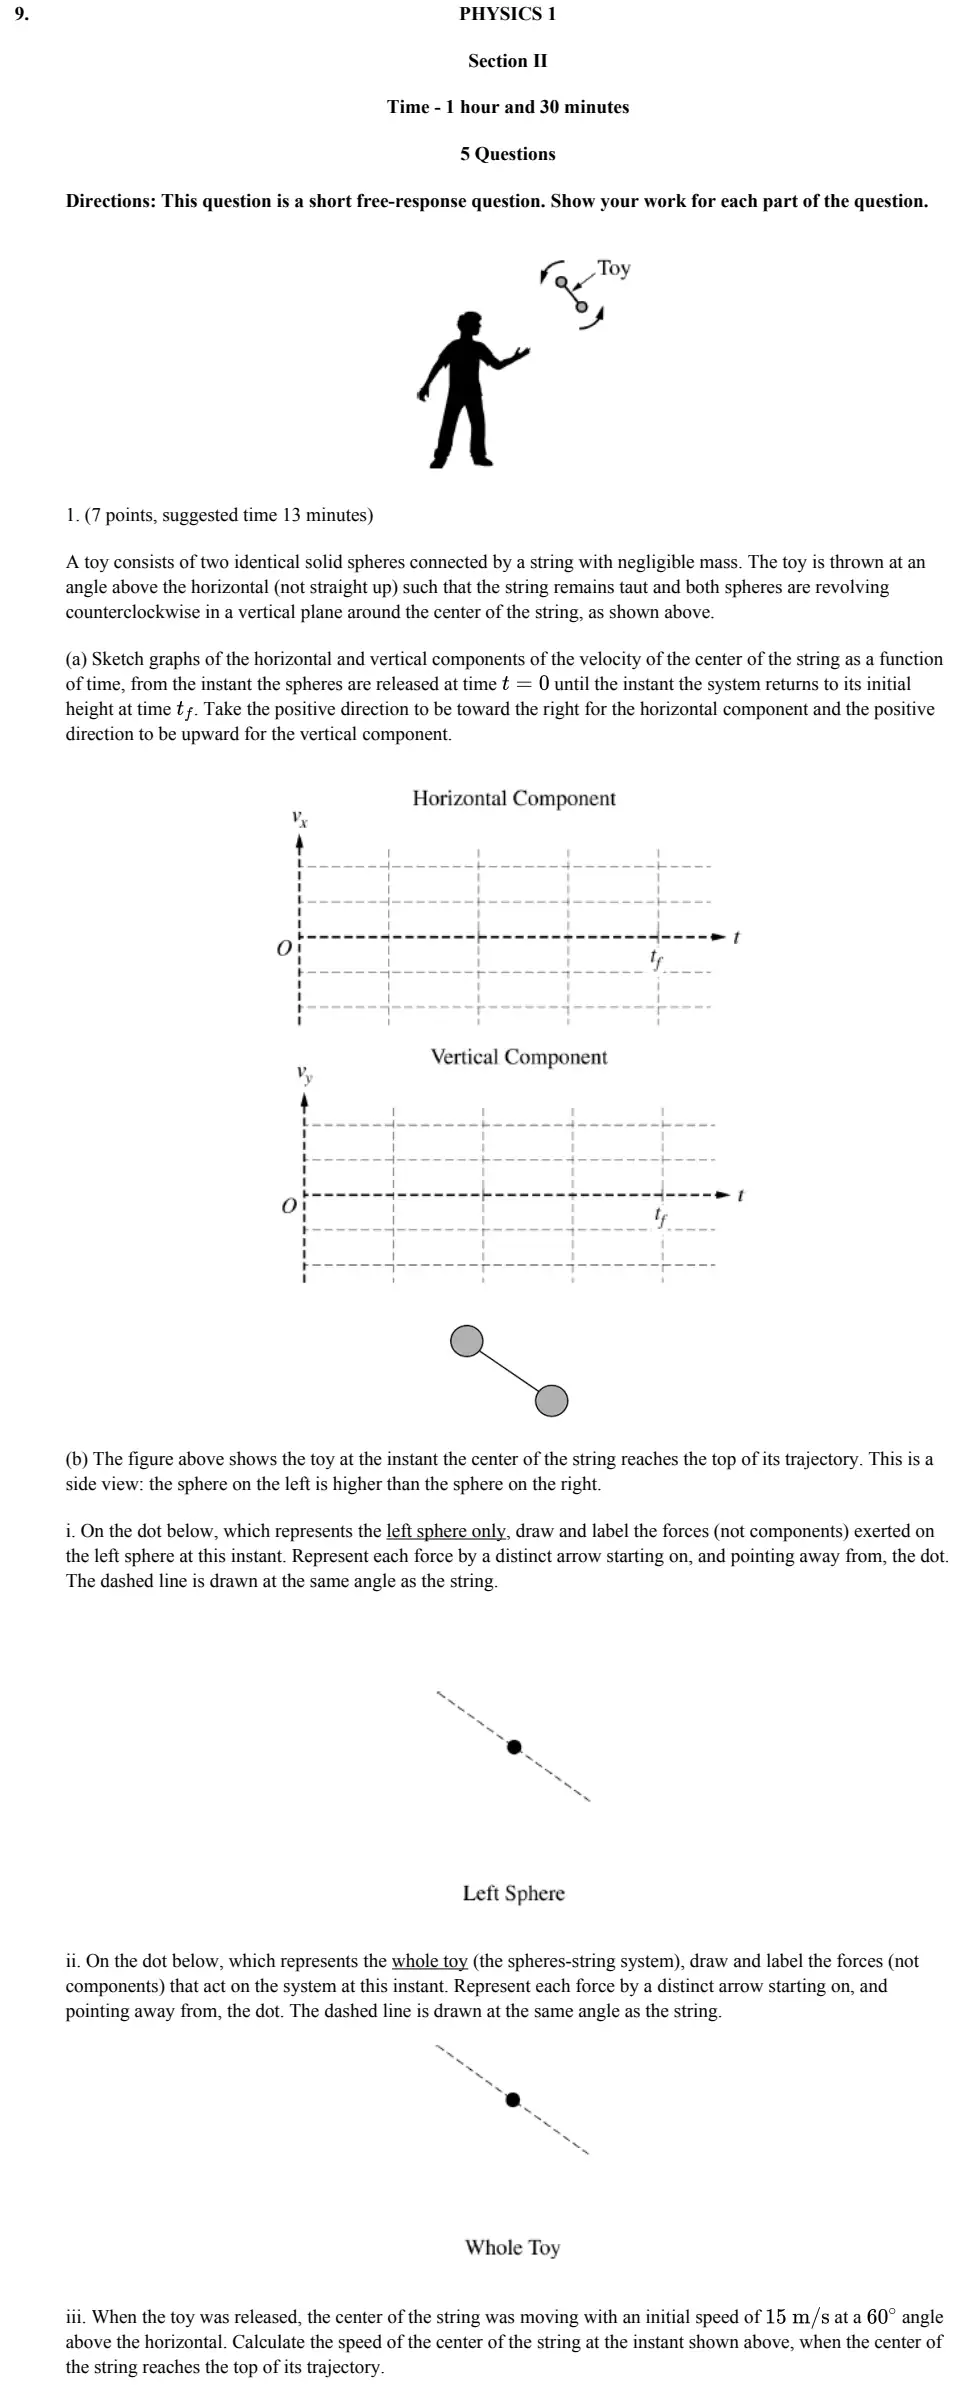 9.
PHYSICS 1
Section II
Time - 1 hour and 30 minutes
5 Questions
Directions: This question is a short free-response question. Show your work for each part of the question.
Toy
1. (7 points, suggested time 13 minutes)
A toy consists of two identical solid spheres connected by a string with negligible mass. The toy is thrown at an
angle above the horizontal (not straight up) such that the string remains taut and both spheres are revolving
counterclockwise in a vertical plane around the center of the string, as shown above.
(a) Sketch graphs of the horizontal and vertical components of the velocity of the center of the string as a function
of time, from the instant the spheres are released at time t = 0 until the instant the system returns to its initial
height at time t_f. Take the positive direction to be toward the right for the horizontal component and the positive
direction to be upward for the vertical component.
Horizontal Component
v_x
O
t
t_f
Vertical Component
v_y
O
t
t_f
(b) The figure above shows the toy at the instant the center of the string reaches the top of its trajectory. This is a
side view: the sphere on the left is higher than the sphere on the right.
i. On the dot below, which represents the left sphere only, draw and label the forces (not components) exerted on
the left sphere at this instant. Represent each force by a distinct arrow starting on, and pointing away from, the dot.
The dashed line is drawn at the same angle as the string.
Left Sphere
ii. On the dot below, which represents the whole toy (the spheres-string system), draw and label the forces (not
components) that act on the system at this instant. Represent each force by a distinct arrow starting on, and
pointing away from, the dot. The dashed line is drawn at the same angle as the string.
Whole Toy
iii. When the toy was released, the center of the string was moving with an initial speed of 15 m/s at a 60° angle
above the horizontal. Calculate the speed of the center of the string at the instant shown above, when the center of
the string reaches the top of its trajectory.